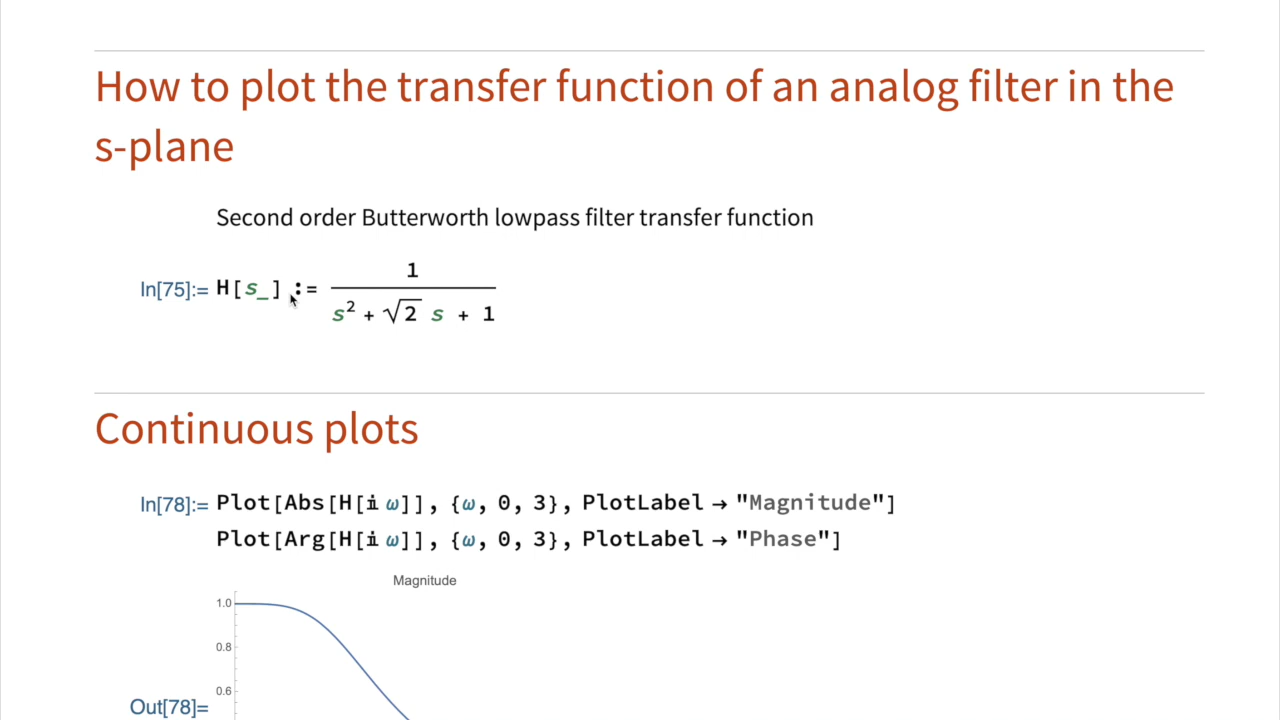 How to plot the transfer function of an analog filter in the
s-plane
Second order Butterworth lowpass filter transfer function
In[75]:= H[s_] := 1 / (s² + √2 s + 1)
Continuous plots
In[78]:= Plot[Abs[H[ⅈ ω]], {ω, 0, 3}, PlotLabel → "Magnitude"]
Plot[Arg[H[ⅈ ω]], {ω, 0, 3}, PlotLabel → "Phase"]
Magnitude
1.0
0.8
0.6
Out[78]=